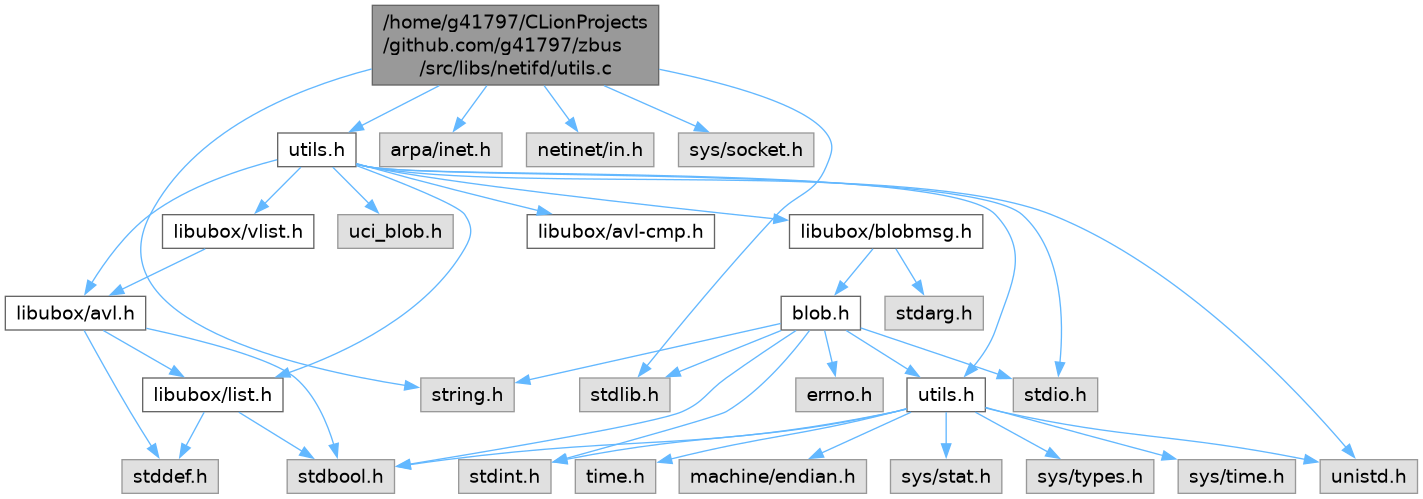 /home/g41797/CLionProjects
/github.com/g41797/zbus
/src/libs/netifd/utils.c
utils.h
arpa/inet.h
netinet/in.h
sys/socket.h
libubox/vlist.h
uci_blob.h
libubox/avl-cmp.h
libubox/blobmsg.h
libubox/avl.h
blob.h
stdarg.h
libubox/list.h
string.h
stdlib.h
errno.h
utils.h
stdio.h
stddef.h
stdbool.h
stdint.h
time.h
machine/endian.h
sys/stat.h
sys/types.h
sys/time.h
unistd.h